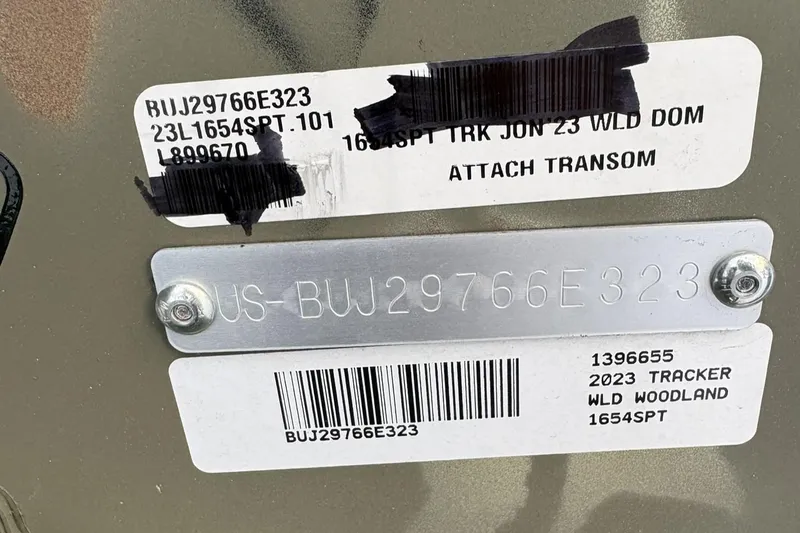 BUJ29766E323
23L1654SPT.101
L899670
1654SPT TRK JON'23 WLD DOM
ATTACH TRANSOM
US-BUJ29766E323
BUJ29766E323
1396655
2023 TRACKER
WLD WOODLAND
1654SPT